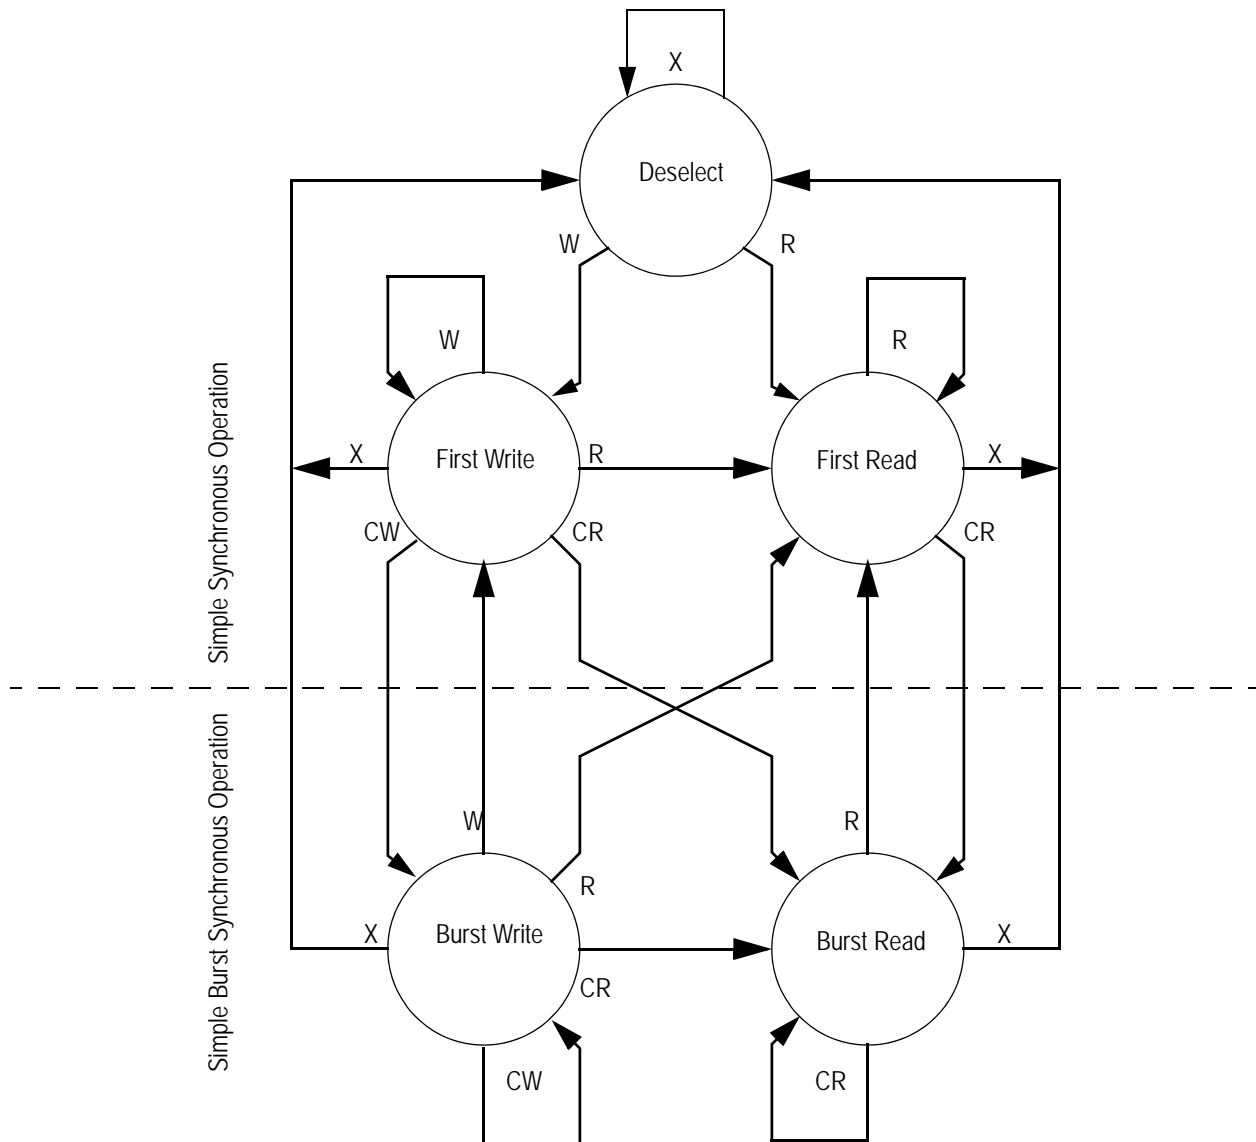 X
Deselect
W
R
W
R
Simple Synchronous Operation
X
First Write
R
First Read
X
CW
CR
CR
Simple Burst Synchronous Operation
W
R
R
X
Burst Write
Burst Read
X
CR
CW
CR